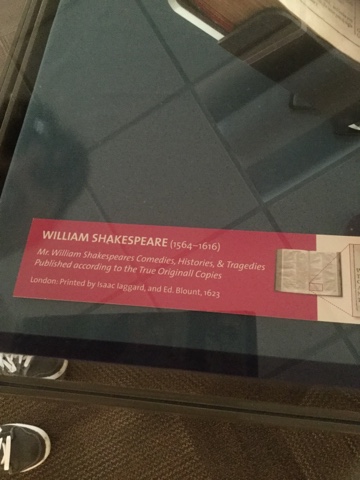 WILLIAM SHAKESPEARE (1564–1616)
Mr. William Shakespeares Comedies, Histories, & Tragedies
Published according to the True Originall Copies
London: Printed by Isaac Iaggard, and Ed. Blount, 1623